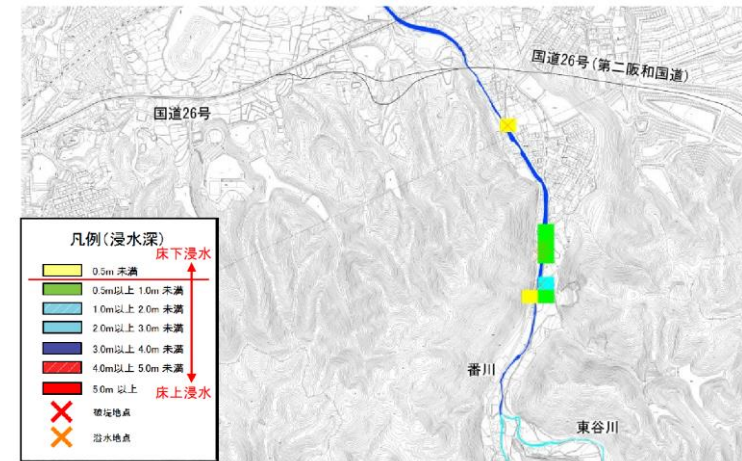 国道26号(第二阪和国道)
国道26号
凡例(浸水深)
床下浸水
0.5m 未満
0.5m以上 1.0m 未満
1.0m以上 2.0m 未満
2.0m以上 3.0m 未満
3.0m以上 4.0m 未満
4.0m以上 5.0m 未満
5.0m 以上
床上浸水
破堤地点
溢水地点
番川
東谷川